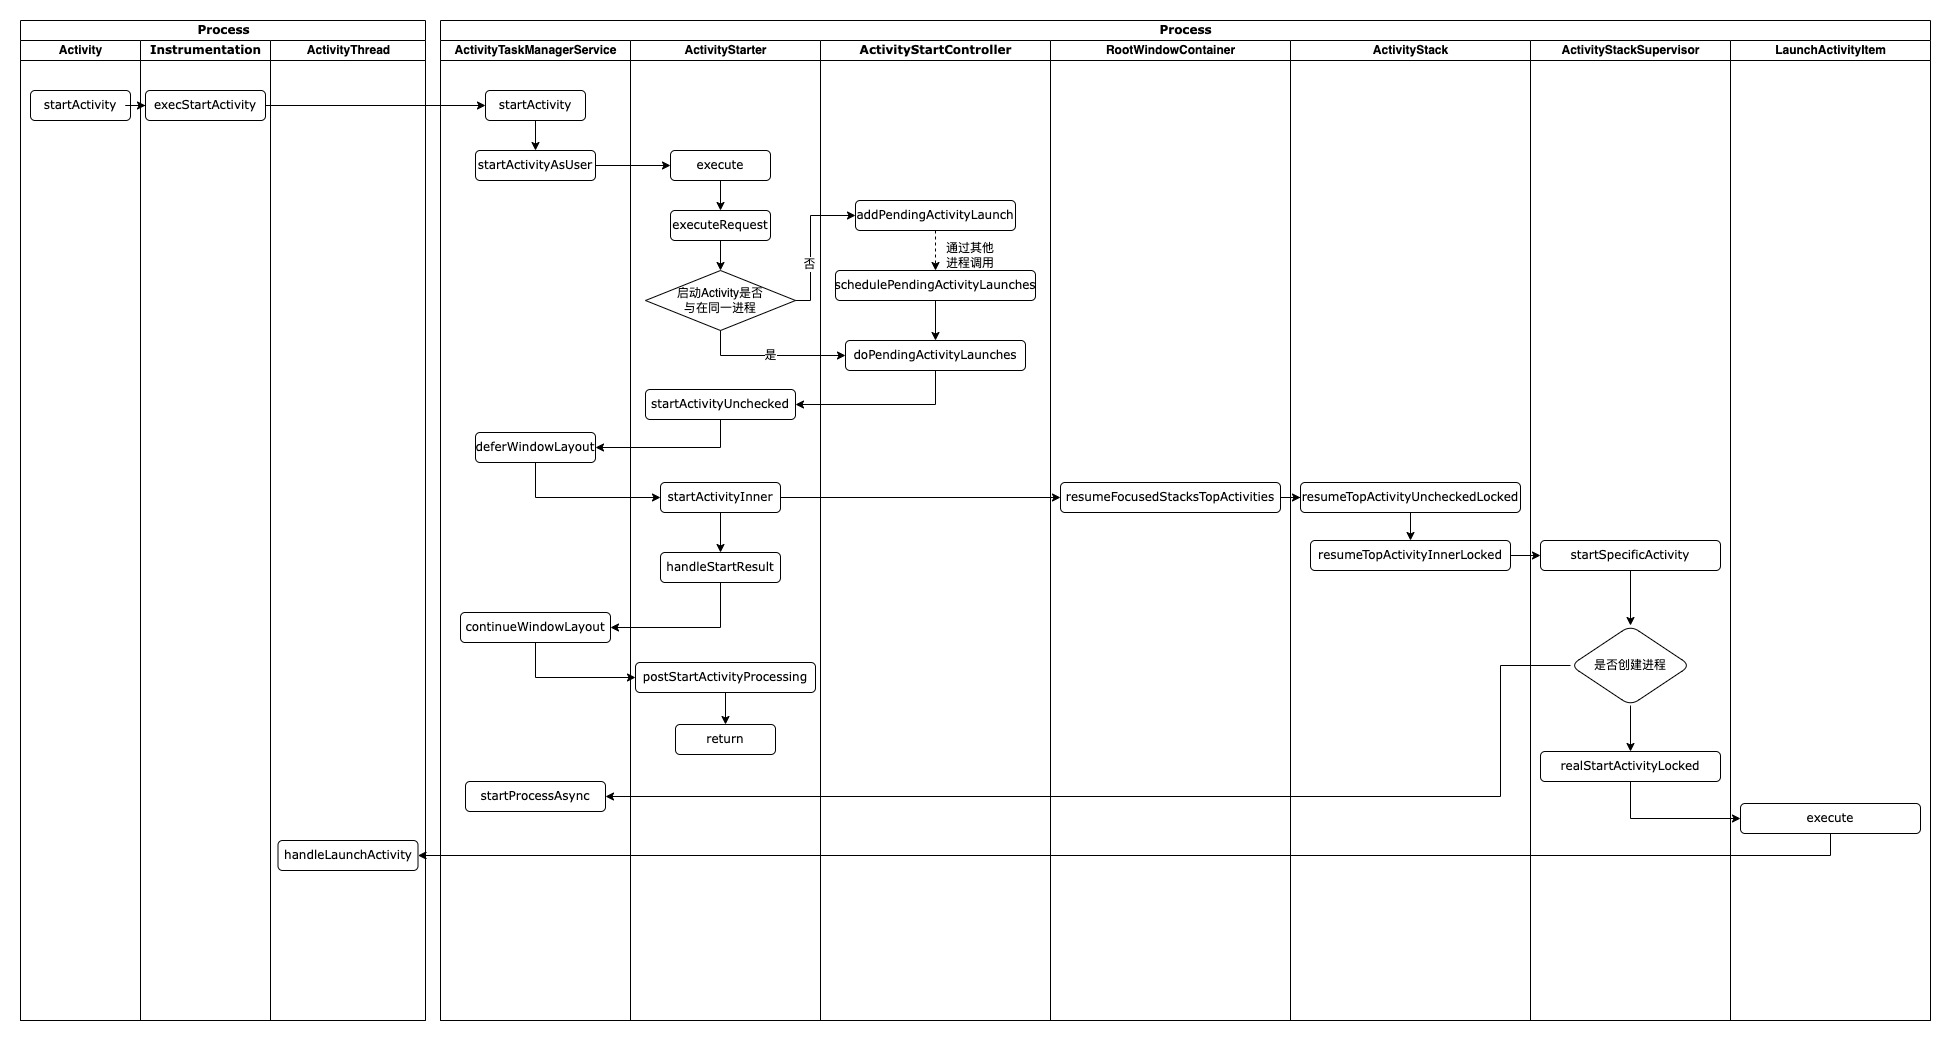 Process
Process
Activity
Instrumentation
ActivityThread
ActivityTaskManagerService
ActivityStarter
ActivityStartController
RootWindowContainer
ActivityStack
ActivityStackSupervisor
LaunchActivityItem
startActivity
execStartActivity
startActivity
startActivityAsUser
execute
executeRequest
addPendingActivityLaunch
通过其他
进程调用
否
schedulePendingActivityLaunches
启动Activity是否
与在同一进程
是
doPendingActivityLaunches
startActivityUnchecked
deferWindowLayout
startActivityInner
resumeFocusedStacksTopActivities
resumeTopActivityUncheckedLocked
resumeTopActivityInnerLocked
startSpecificActivity
handleStartResult
continueWindowLayout
是否创建进程
postStartActivityProcessing
return
realStartActivityLocked
startProcessAsync
execute
handleLaunchActivity